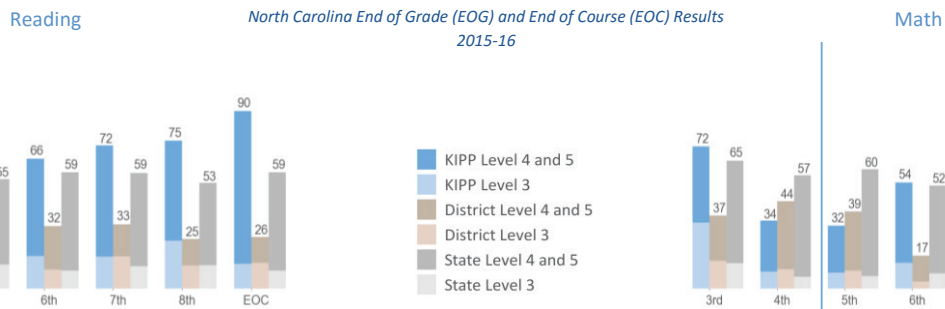 Reading
North Carolina End of Grade (EOG) and End of Course (EOC) Results
2015-16
Math
66
32
59
72
33
59
75
25
53
90
26
59
6th
7th
8th
EOC
KIPP Level 4 and 5
KIPP Level 3
District Level 4 and 5
District Level 3
State Level 4 and 5
State Level 3
72
37
65
34
44
57
32
39
60
54
17
52
3rd
4th
5th
6th